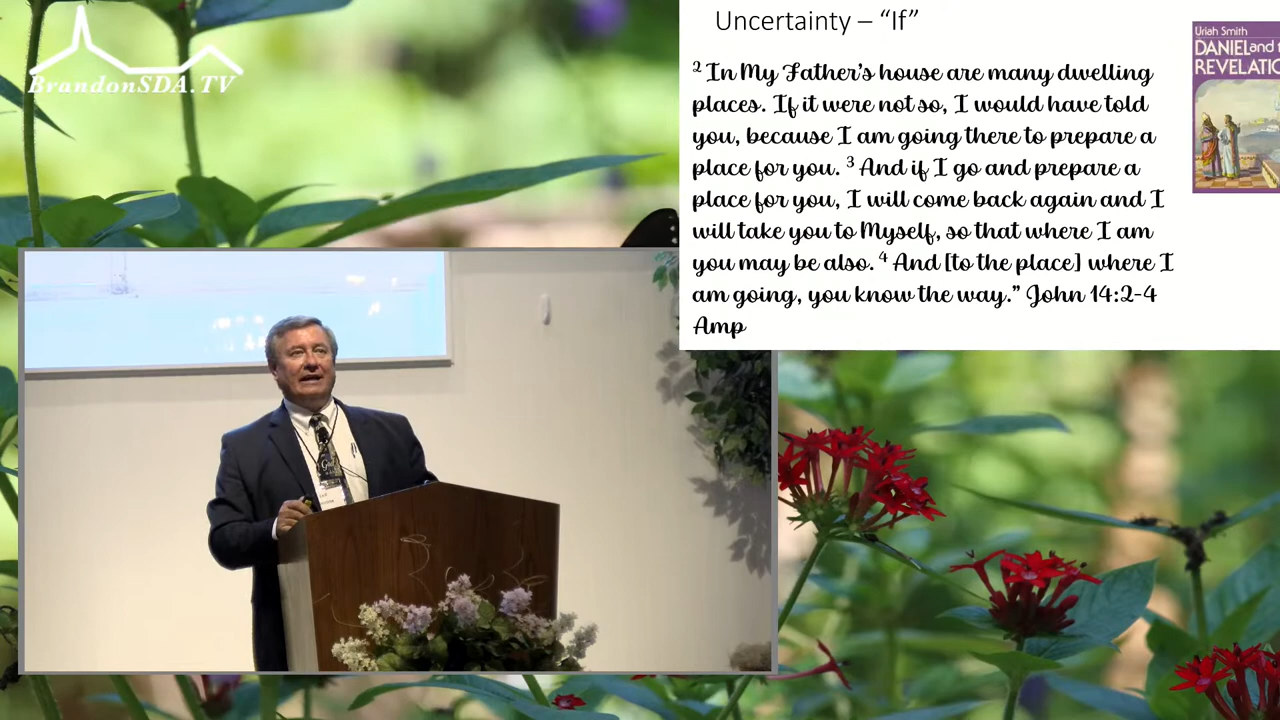 BrandonSDA.TV
Uncertainty – “If”
2 In My Father's house are many dwelling
places. If it were not so, I would have told
you, because I am going there to prepare a
place for you. 3 And if I go and prepare a
place for you, I will come back again and I
will take you to Myself, so that where I am
you may be also. 4 And [to the place] where I
am going, you know the way.” John 14:2-4
Amp
Uriah Smith
DANIEL and
REVELATIO